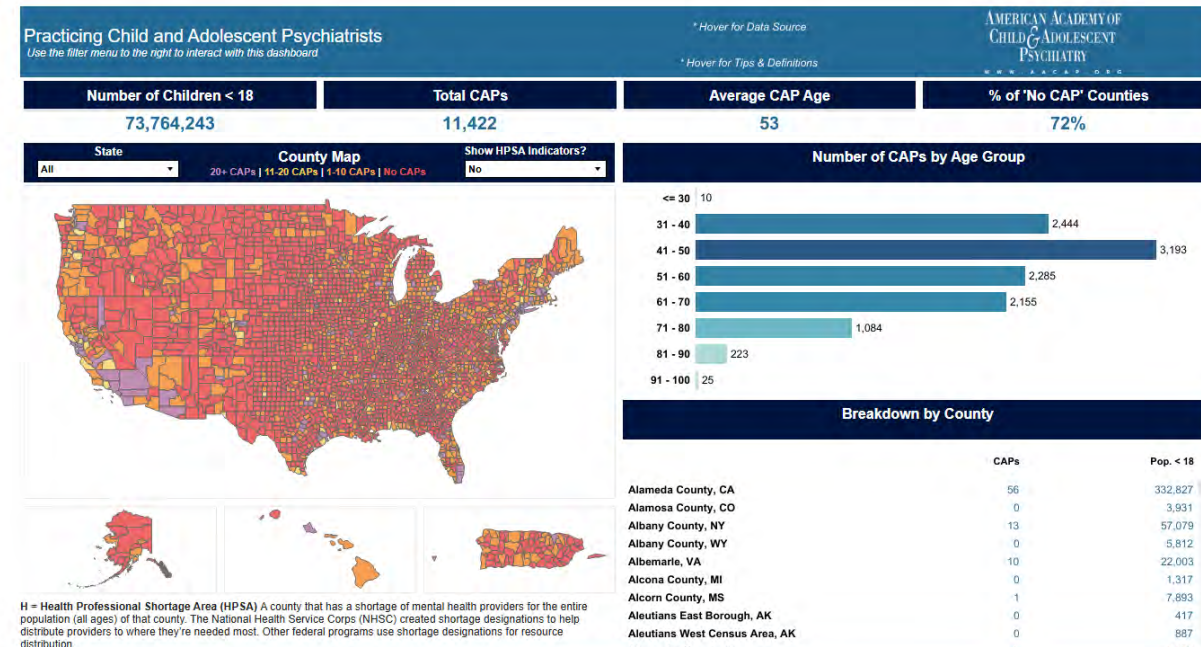 Practicing Child and Adolescent Psychiatrists
Use the filter menu to the right to interact with this dashboard
* Hover for Data Source
* Hover for Tips & Definitions
AMERICAN ACADEMY OF
CHILD & ADOLESCENT
PSYCHIATRY
WWW.AACAP.ORG
Number of Children < 18
Total CAPs
Average CAP Age
% of 'No CAP' Counties
73,764,243
11,422
53
72%
State
All
County Map
20+ CAPs | 11-20 CAPs | 1-10 CAPs | No CAPs
Show HPSA Indicators?
No
Number of CAPs by Age Group
<= 30 10
31 - 40 2,444
41 - 50 3,193
51 - 60 2,285
61 - 70 2,155
71 - 80 1,084
81 - 90 223
91 - 100 25
Breakdown by County
CAPs Pop. < 18
Alameda County, CA 56 332,827
Alamosa County, CO 0 3,931
Albany County, NY 13 57,079
Albany County, WY 0 5,812
Albemarle, VA 10 22,003
Alcona County, MI 0 1,317
Alcorn County, MS 1 7,893
Aleutians East Borough, AK 0 417
Aleutians West Census Area, AK 0 887
H = Health Professional Shortage Area (HPSA) A county that has a shortage of mental health providers for the entire
population (all ages) of that county. The National Health Service Corps (NHSC) created shortage designations to help
distribute providers to where they're needed most. Other federal programs use shortage designations for resource
distribution.